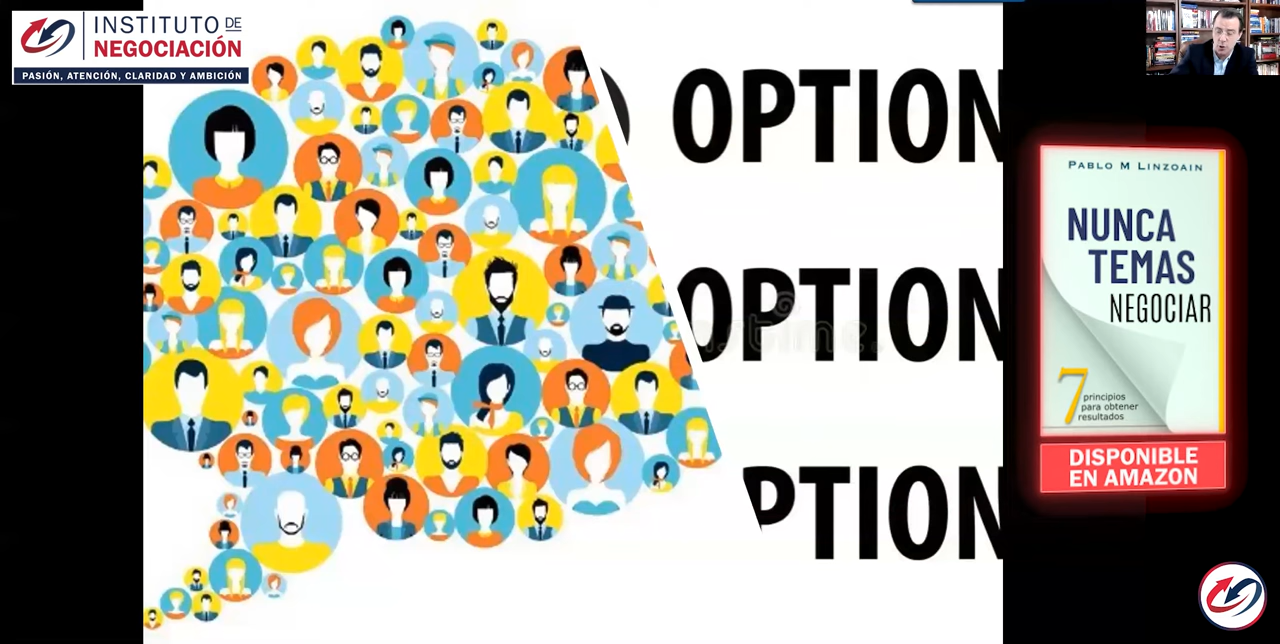 INSTITUTO DE
NEGOCIACIÓN
PASIÓN, ATENCIÓN, CLARIDAD Y AMBICIÓN
OPTION
OPTION
PTION
PABLO M LINZOAIN
NUNCA
TEMAS
NEGOCIAR
7 principios
para obtener
resultados
DISPONIBLE
EN AMAZON